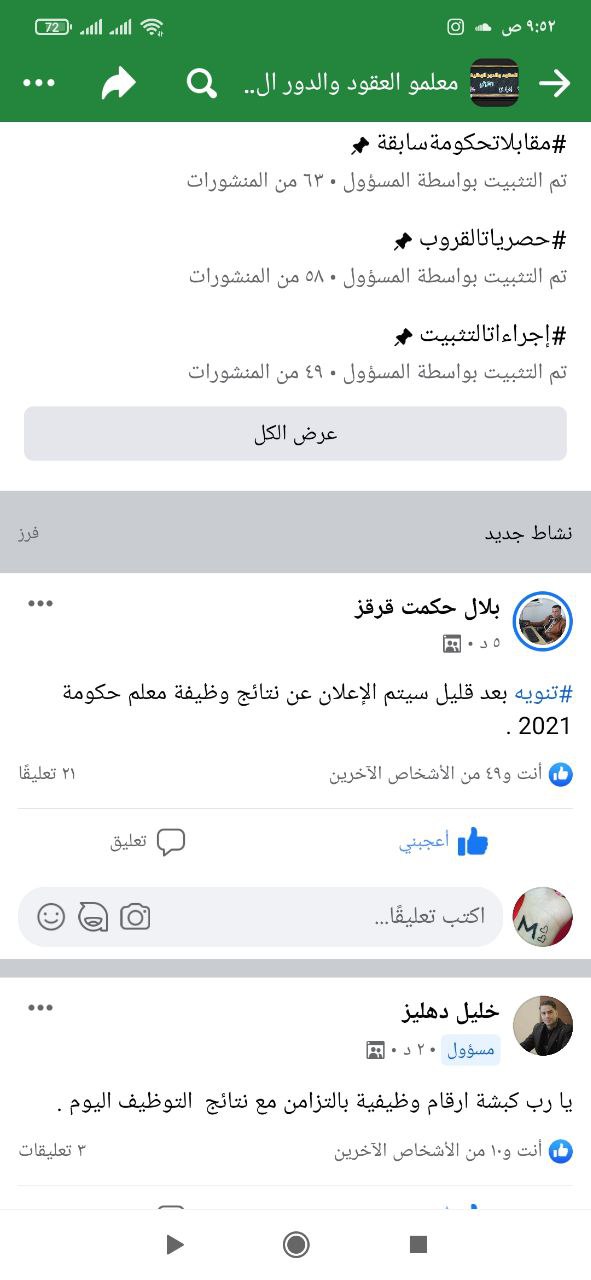 ٩:٥٢ ص
72
معلمو العقود والدور ال..
#مقابلاتحكومةسابقة
تم التثبيت بواسطة المسؤول • ٦٣ من المنشورات
#حصرياتالقروب
تم التثبيت بواسطة المسؤول • ٥٨ من المنشورات
#إجراءاتالتثبيت
تم التثبيت بواسطة المسؤول • ٤٩ من المنشورات
عرض الكل
نشاط جديد
فرز
بلال حكمت قرقز
٥ د •
#تنويه بعد قليل سيتم الإعلان عن نتائج وظيفة معلم حكومة
2021 .
أنت و٤٩ من الأشخاص الآخرين
٢١ تعليقًا
أعجبني
تعليق
اكتب تعليقًا...
M
خليل دهليز
مسؤول • ٢ د •
يا رب كبشة ارقام وظيفية بالتزامن مع نتائج التوظيف اليوم .
أنت و١٠ من الأشخاص الآخرين
٣ تعليقات